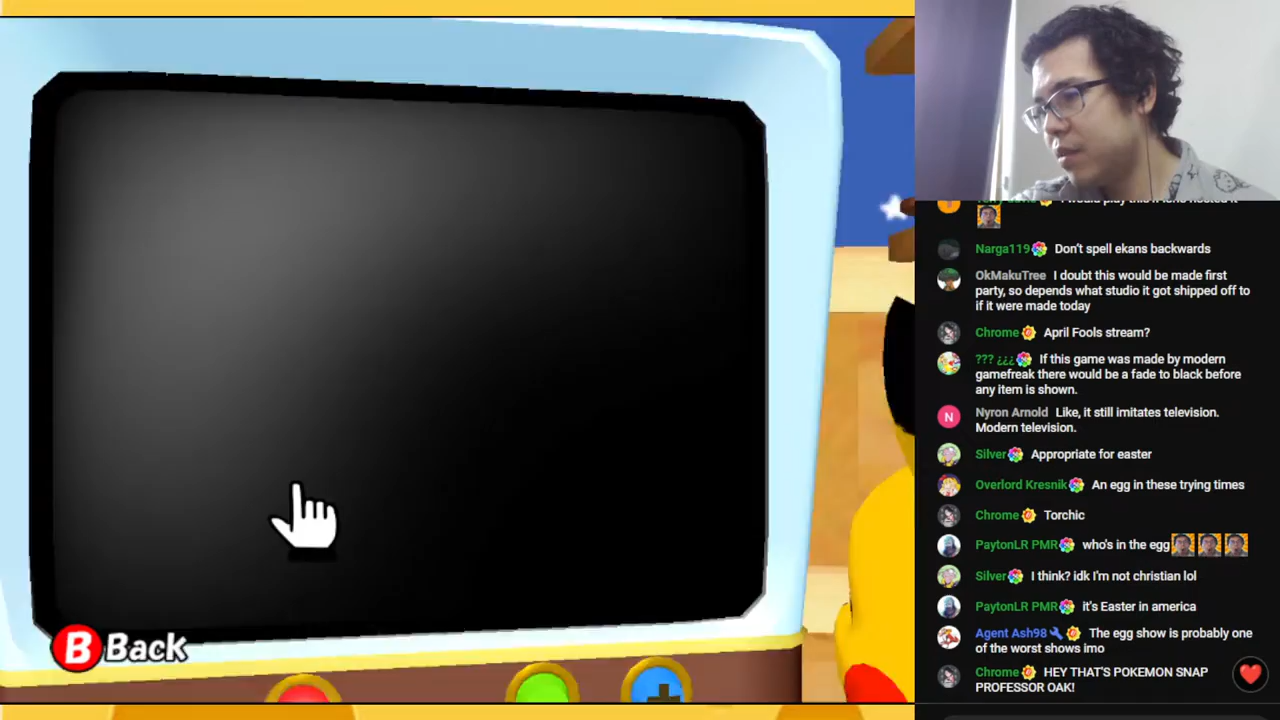 Narga119 Don't spell ekans backwards
OkMakuTree I doubt this would be made first
party, so depends what studio it got shipped off to
if it were made today
Chrome April Fools stream?
??? ¿¿¿ If this game was made by modern
gamefreak there would be a fade to black before
any item is shown.
N
Nyron Arnold Like, it still imitates television.
Modern television.
Silver Appropriate for easter
Overlord Kresnik An egg in these trying times
Chrome Torchic
PaytonLR PMR who's in the egg
Silver I think? idk I'm not christian lol
PaytonLR PMR it's Easter in america
Agent Ash98 The egg show is probably one
of the worst shows imo
Chrome HEY THAT'S POKEMON SNAP
PROFESSOR OAK!
B Back